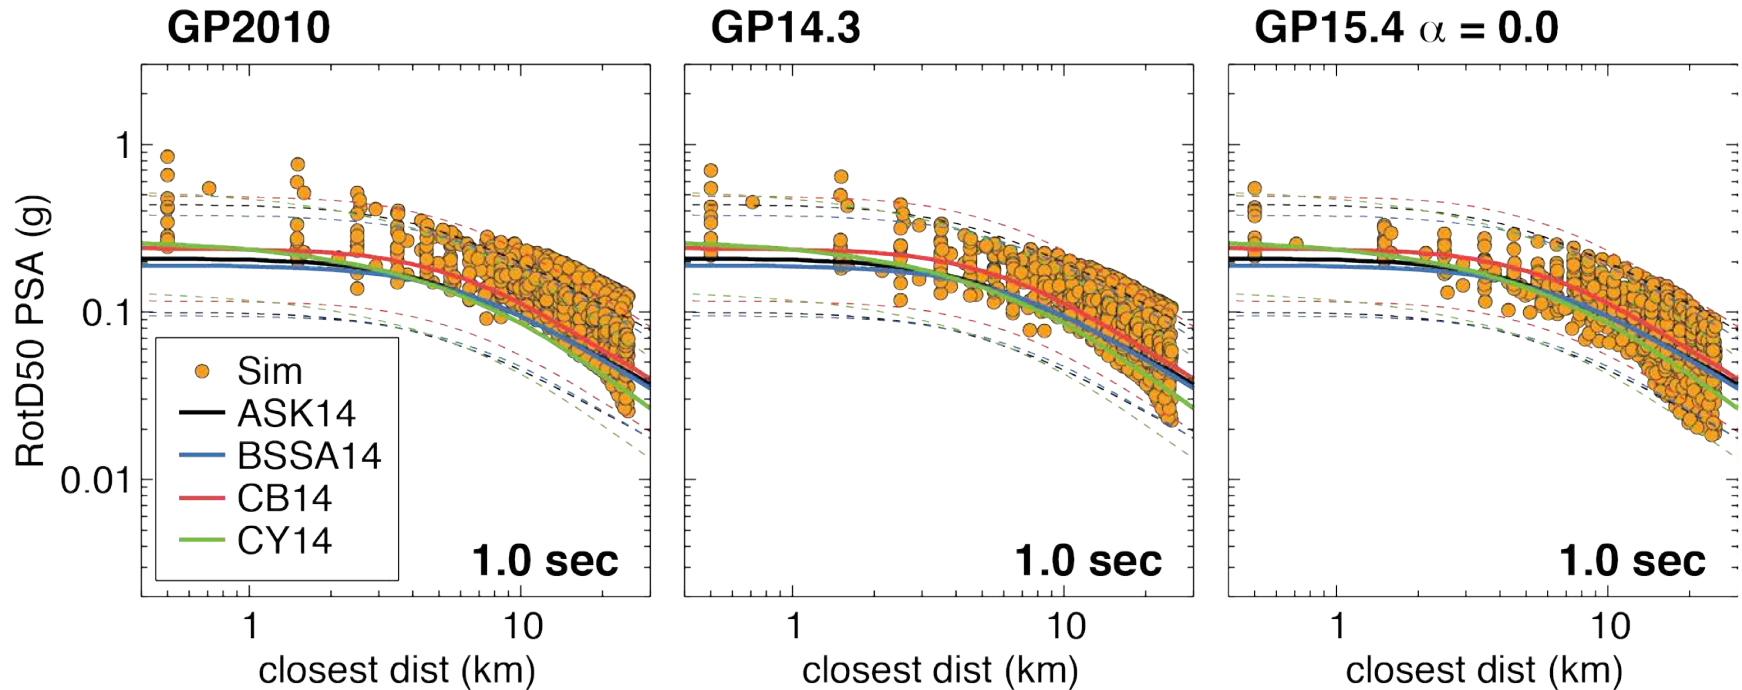 GP2010
GP14.3
GP15.4 α = 0.0
RotD50 PSA (g)
1
0.1
0.01
Sim
ASK14
BSSA14
CB14
CY14
1.0 sec
1.0 sec
1.0 sec
1
10
1
10
1
10
closest dist (km)
closest dist (km)
closest dist (km)